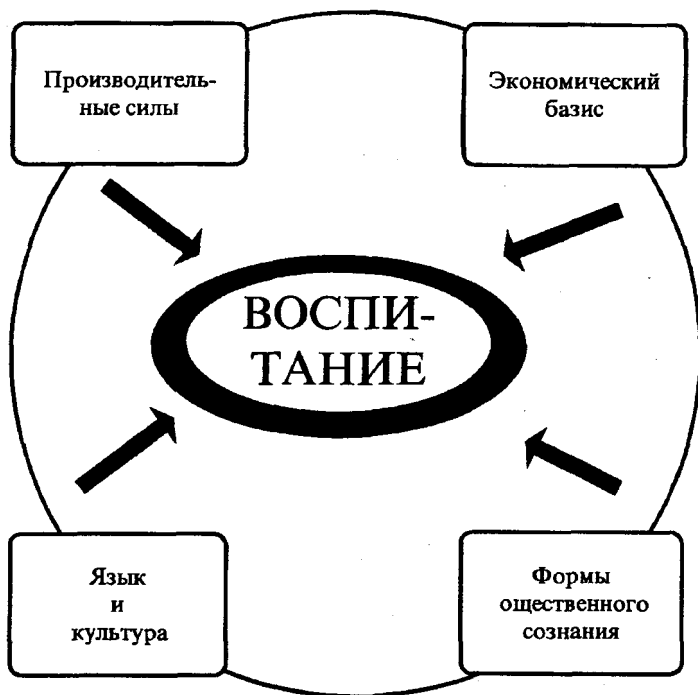 Производитель-
ные силы
Экономический
базис
ВОСПИ-
ТАНИЕ
Язык
и
культура
Формы
ощественного
сознания